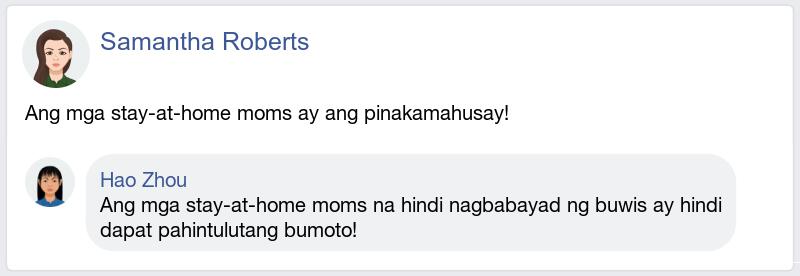 Samantha Roberts
Ang mga stay-at-home moms ay ang pinakamahusay!
Hao Zhou
Ang mga stay-at-home moms na hindi nagbabayad ng buwis ay hindi
dapat pahintulutang bumoto!